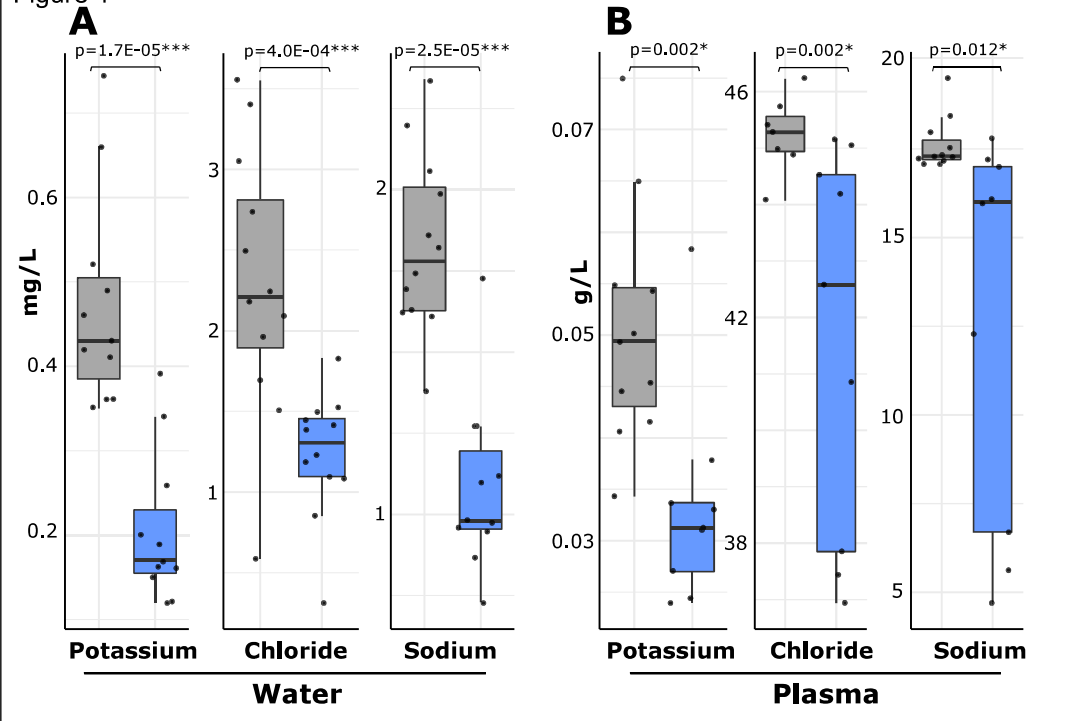 A
B
p=1.7E-05***
p=4.0E-04***
p=2.5E-05***
p=0.002*
p=0.002*
p=0.012*
mg/L
0.6
0.4
0.2
3
2
1
2
1
g/L
0.07
0.05
0.03
46
42
38
20
15
10
5
Potassium
Chloride
Sodium
Potassium
Chloride
Sodium
Water
Plasma